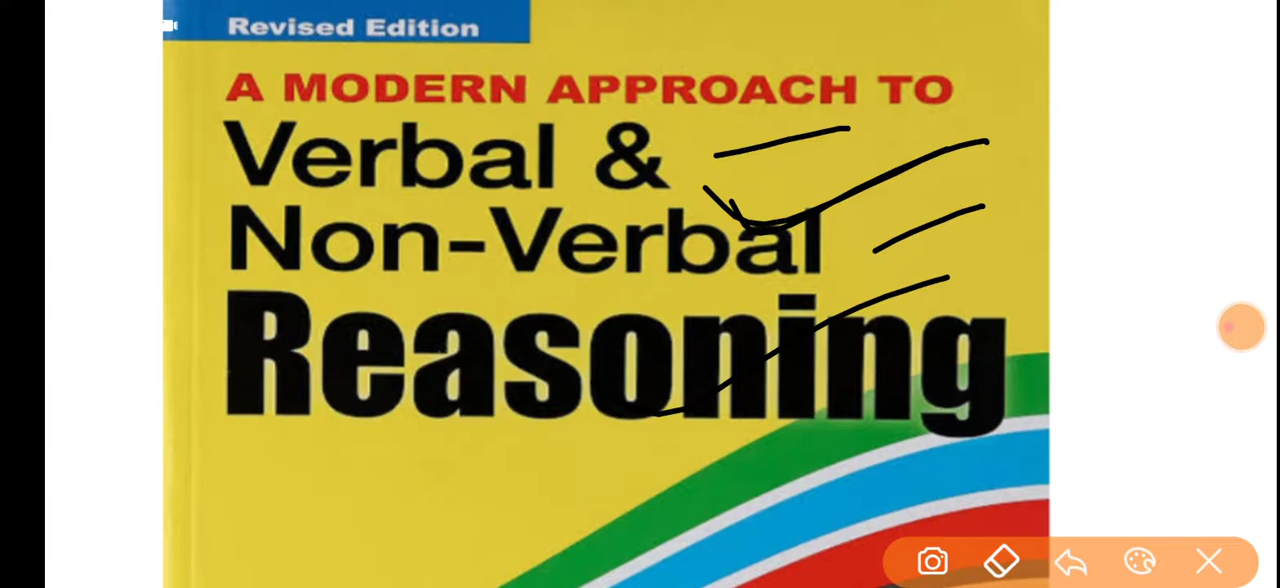 Revised Edition
A MODERN APPROACH TO
Verbal &
Non-Verbal
Reasoning